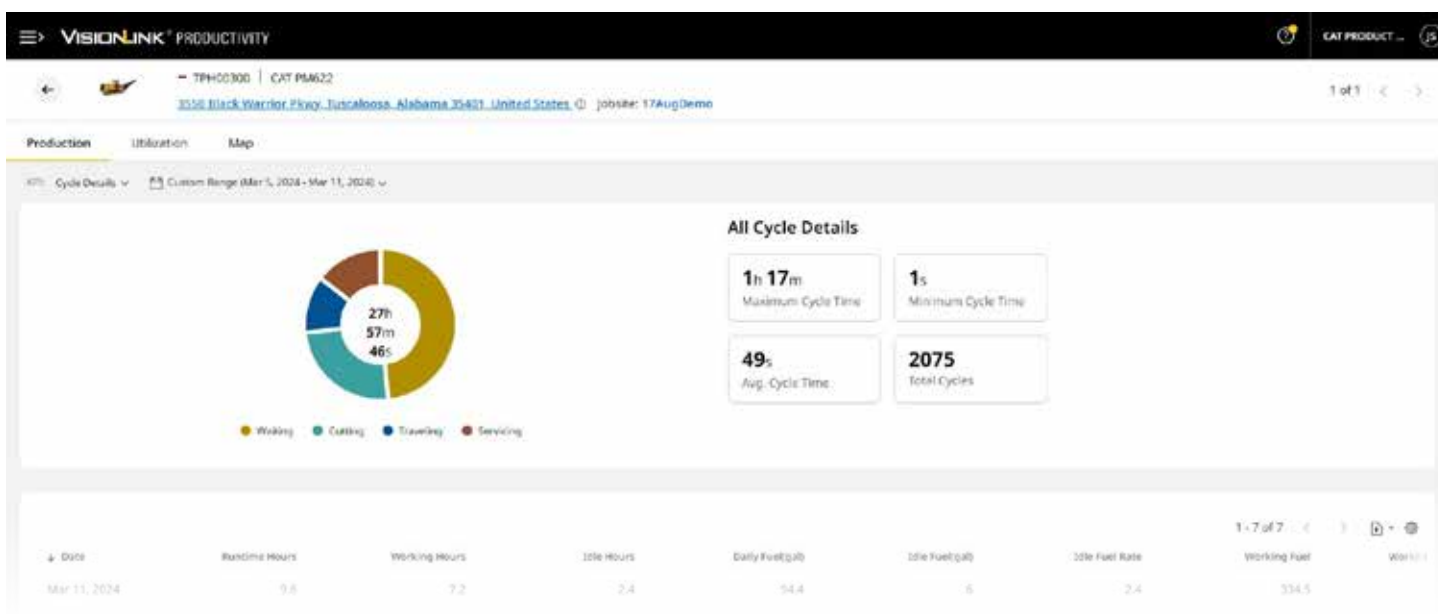 VISIONLINK® PRODUCTIVITY
CAT PRODUCT ... JS
TPH00300 | CAT PM622
3550 Black Warrior Pkwy, Tuscaloosa, Alabama 35401, United States Jobsite: 17AugDemo
1 of 1
Production Utilization Map
Cycle Details Custom Range (Mar 5, 2024 - Mar 11, 2024)
All Cycle Details
1h 17m
Maximum Cycle Time
1s
Minimum Cycle Time
27h
57m
46s
49s
Avg. Cycle Time
2075
Total Cycles
Waiting Cutting Traveling Servicing
1 - 7 of 7
Date Runtime Hours Working Hours Idle Hours Daily Fuel(gal) Idle Fuel(gal) Idle Fuel Rate Working Fuel
Mar 11, 2024 9.6 7.2 2.4 6 2.4 334.5